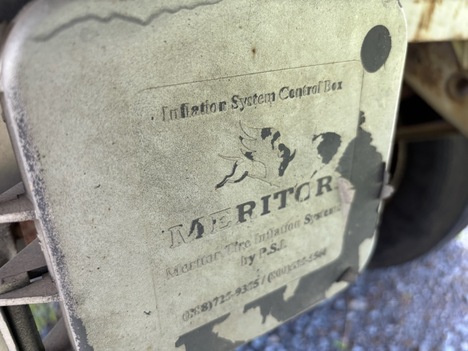 Inflation System Control Box
MERITOR
Meritor Tire Inflation System
by P.S.I.